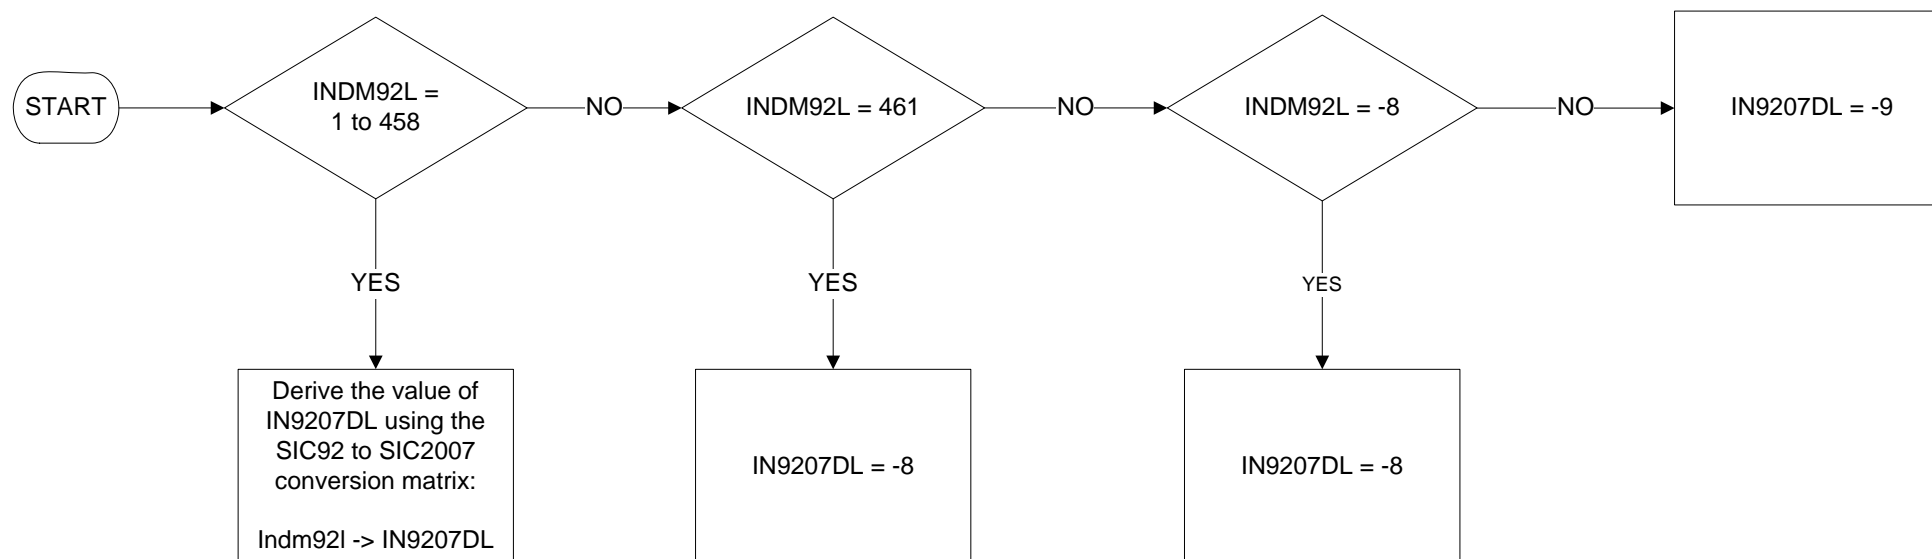 START
INDM92L =
1 to 458
NO
INDM92L = 461
NO
INDM92L = -8
NO
IN9207DL = -9
YES
YES
YES
Derive the value of
IN9207DL using the
SIC92 to SIC2007
conversion matrix:
Indm92l -> IN9207DL
IN9207DL = -8
IN9207DL = -8